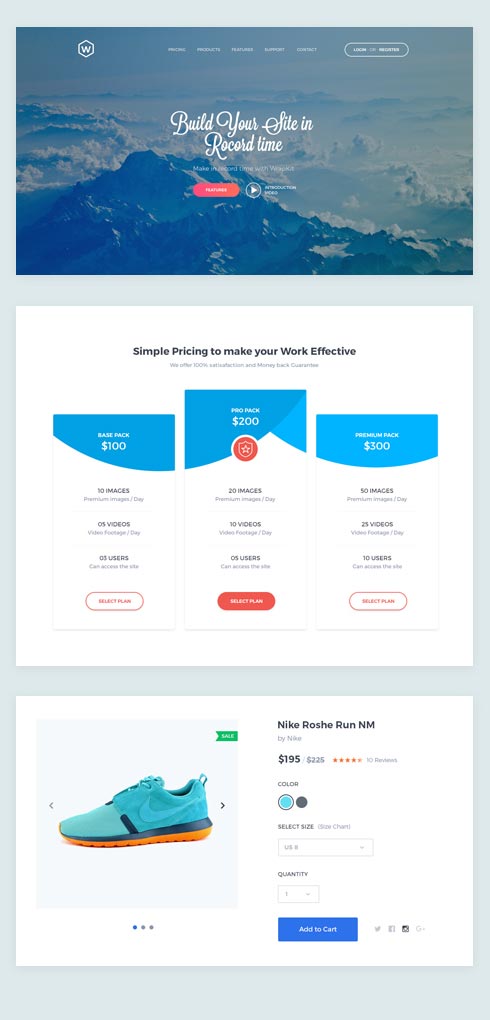 W
PRICING PRODUCTS FEATURES SUPPORT CONTACT LOGIN OR REGISTER
Build Your Site in
Rocord time
Make in record time with WrapKit
FEATURES
INTRODUCTION
VIDEO
Simple Pricing to make your Work Effective
We offer 100% satisafaction and Money back Guarantee
BASE PACK
$100
10 IMAGES
Premium images / Day
05 VIDEOS
Video Footage / Day
03 USERS
Can access the site
SELECT PLAN
PRO PACK
$200
20 IMAGES
Premium images / Day
10 VIDEOS
Video Footage / Day
05 USERS
Can access the site
SELECT PLAN
PREMIUM PACK
$300
50 IMAGES
Premium images / Day
25 VIDEOS
Video Footage / Day
10 USERS
Can access the site
SELECT PLAN
SALE
Nike Roshe Run NM
by Nike
$195 / $225 10 Reviews
COLOR
SELECT SIZE (Size Chart)
US 8
QUANTITY
1
Add to Cart
G+